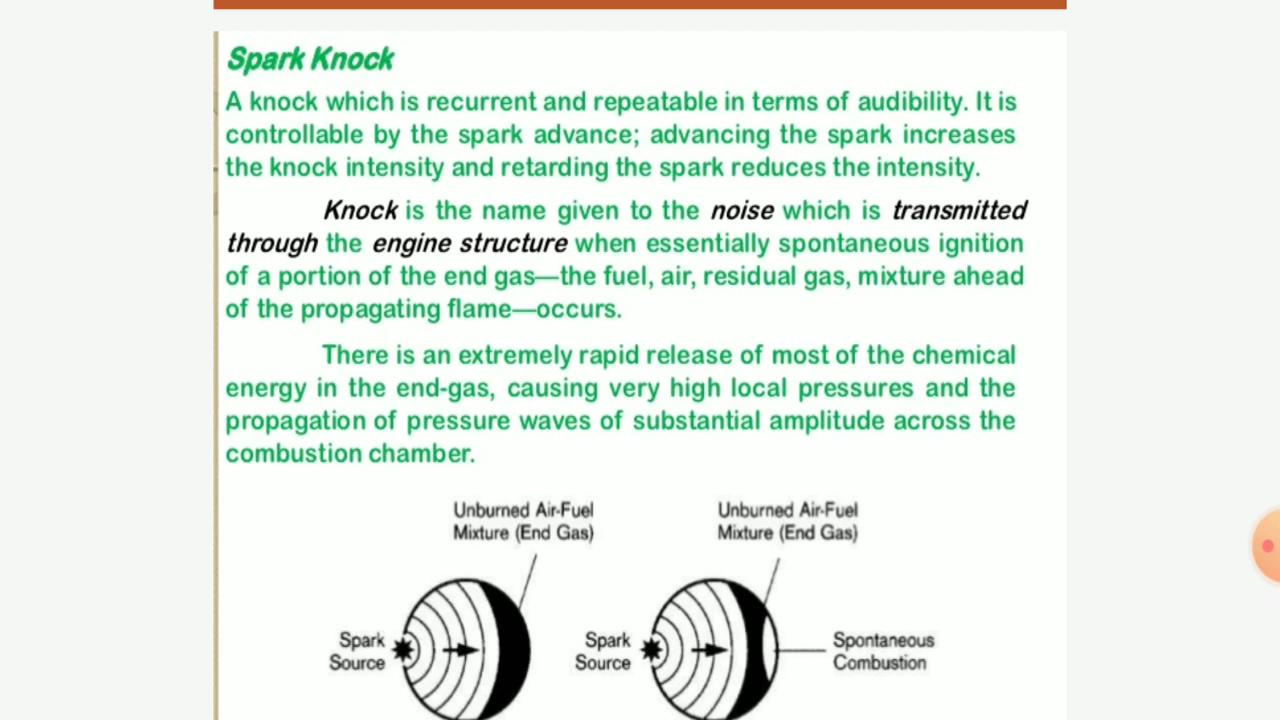 Spark Knock
A knock which is recurrent and repeatable in terms of audibility. It is
controllable by the spark advance; advancing the spark increases
the knock intensity and retarding the spark reduces the intensity.
Knock is the name given to the noise which is transmitted
through the engine structure when essentially spontaneous ignition
of a portion of the end gas—the fuel, air, residual gas, mixture ahead
of the propagating flame—occurs.
There is an extremely rapid release of most of the chemical
energy in the end-gas, causing very high local pressures and the
propagation of pressure waves of substantial amplitude across the
combustion chamber.
Unburned Air-Fuel
Mixture (End Gas)
Unburned Air-Fuel
Mixture (End Gas)
Spark
Source
Spark
Source
Spontaneous
Combustion